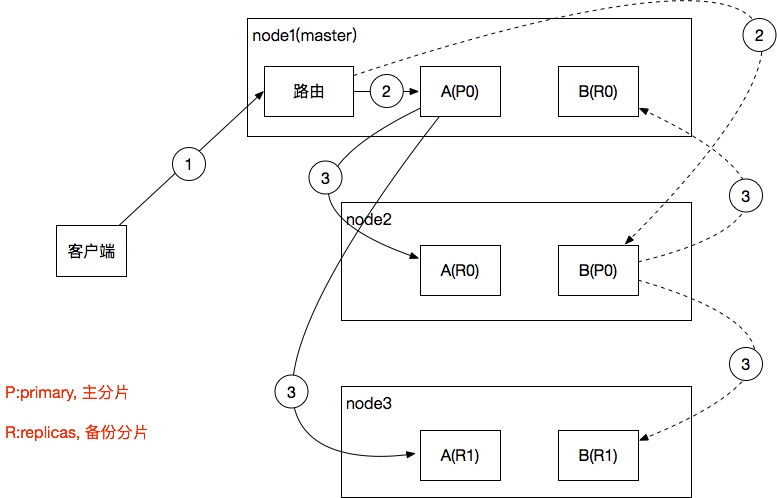 node1(master)
2
路由
2
A(P0)
B(R0)
1
3
3
node2
客户端
A(R0)
B(P0)
3
3
P:primary, 主分片
node3
R:replicas, 备份分片
A(R1)
B(R1)